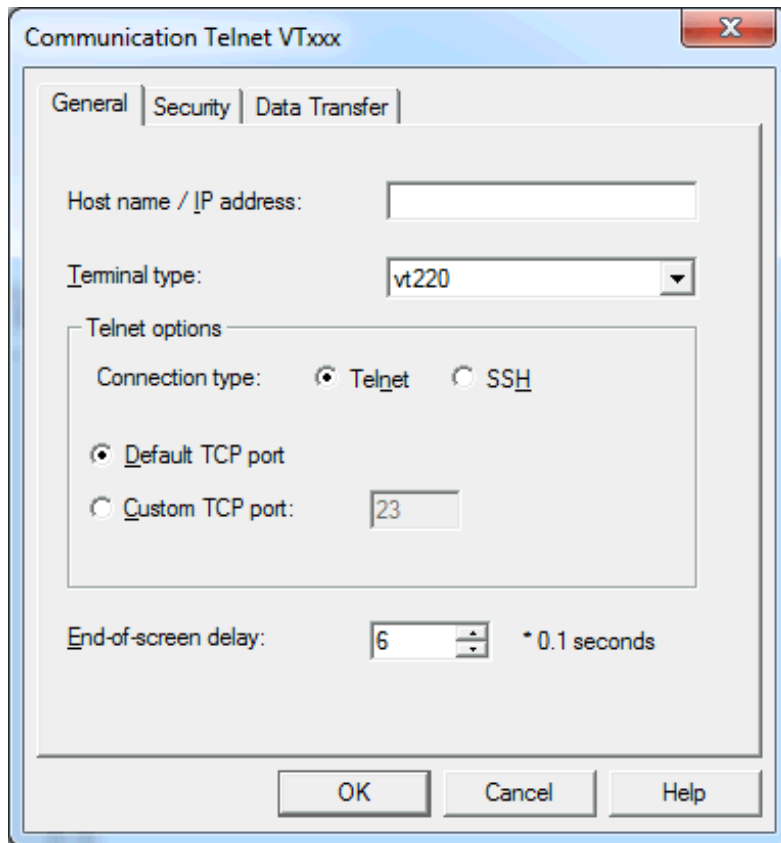 Communication Telnet VTxxx
General Security Data Transfer
Host name / IP address:
Terminal type: vt220
Telnet options
Connection type: Telnet SSH
Default TCP port
Custom TCP port: 23
End-of-screen delay: 6 * 0.1 seconds
OK Cancel Help